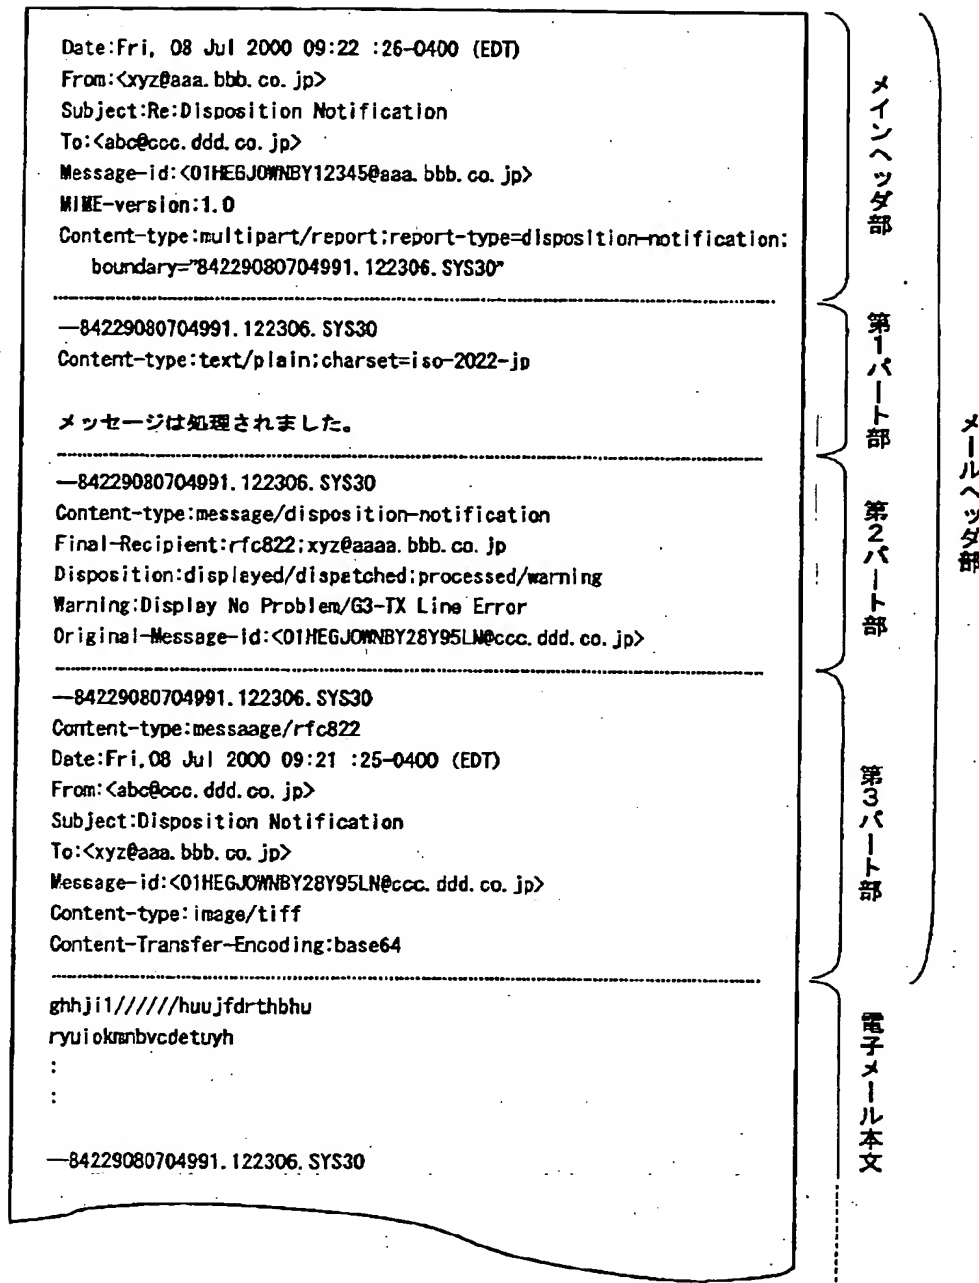 Date:Fri, 08 Jul 2000 09:22 :26-0400 (EDT)
From:<xyz@aaa.bbb.co.jp>
Subject:Re:Disposition Notification
To:<abc@ccc.ddd.co.jp>
Message-id:<01HEGJOWNBY12345@aaa.bbb.co.jp>
MIME-version:1.0
Content-type:multipart/report;report-type=disposition-notification;
boundary="84229080704991.122306.SYS30"
メインヘッダ部
—84229080704991.122306.SYS30
Content-type:text/plain;charset=iso-2022-jp
メッセージは処理されました。
第1パート部
—84229080704991.122306.SYS30
Content-type:message/disposition-notification
Final-Recipient:rfc822;xyz@aaaa.bbb.co.jp
Disposition:displayed/dispatched;processed/warning
Warning:Display No Problem/G3-TX Line Error
Original-Message-id:<01HEGJOWNBY28Y95LN@ccc.ddd.co.jp>
第2パート部
—84229080704991.122306.SYS30
Content-type:messaage/rfc822
Date:Fri,08 Jul 2000 09:21 :25-0400 (EDT)
From:<abc@ccc.ddd.co.jp>
Subject:Disposition Notification
To:<xyz@aaa.bbb.co.jp>
Message-id:<01HEGJOWNBY28Y95LN@ccc.ddd.co.jp>
Content-type:image/tiff
Content-Transfer-Encoding:base64
第3パート部
メールヘッダ部
ghhji1//////huujfdrthbhu
ryuiokmnbvcdetuyh
:
:
—84229080704991.122306.SYS30
電子メール本文